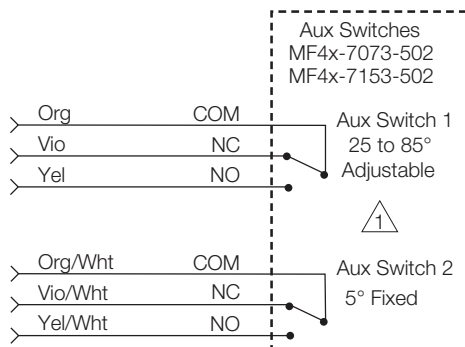 Aux Switches
MF4x-7073-502
MF4x-7153-502
Org COM
Vio NC
Yel NO
Aux Switch 1
25 to 85°
Adjustable
1
Org/Wht COM
Vio/Wht NC
Yel/Wht NO
Aux Switch 2
5° Fixed